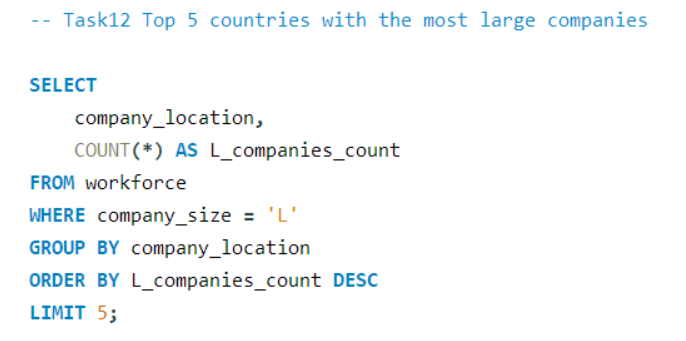 -- Task12 Top 5 countries with the most large companies
SELECT
company_location,
COUNT(*) AS L_companies_count
FROM workforce
WHERE company_size = 'L'
GROUP BY company_location
ORDER BY L_companies_count DESC
LIMIT 5;